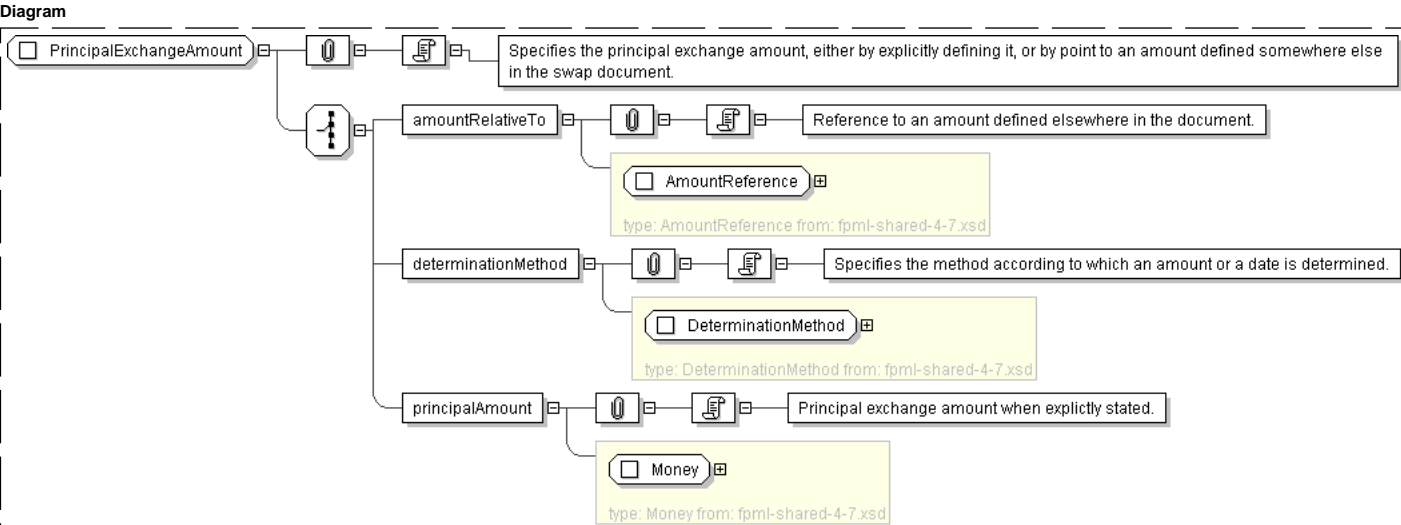 Diagram
PrincipalExchangeAmount
Specifies the principal exchange amount, either by explicitly defining it, or by point to an amount defined somewhere else
in the swap document.
amountRelativeTo
Reference to an amount defined elsewhere in the document.
AmountReference
type: AmountReference from: fpml-shared-4-7.xsd
determinationMethod
Specifies the method according to which an amount or a date is determined.
DeterminationMethod
type: DeterminationMethod from: fpml-shared-4-7.xsd
principalAmount
Principal exchange amount when explictly stated.
Money
type: Money from: fpml-shared-4-7.xsd